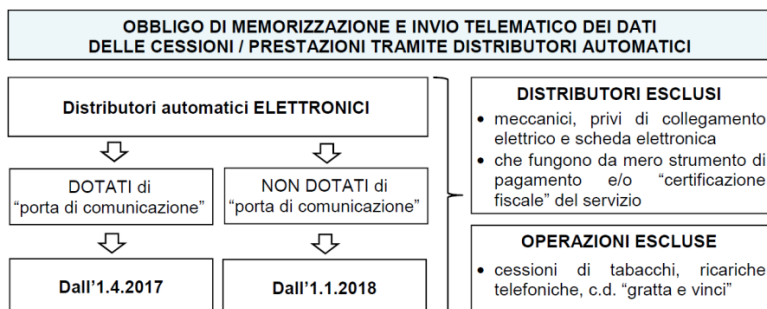 OBBLIGO DI MEMORIZZAZIONE E INVIO TELEMATICO DEI DATI
DELLE CESSIONI / PRESTAZIONI TRAMITE DISTRIBUTORI AUTOMATICI
Distributori automatici ELETTRONICI
DOTATI di
“porta di comunicazione”
NON DOTATI di
“porta di comunicazione”
Dall’1.4.2017
Dall’1.1.2018
DISTRIBUTORI ESCLUSI
• meccanici, privi di collegamento
elettrico e scheda elettronica
• che fungono da mero strumento di
pagamento e/o “certificazione
fiscale” del servizio
OPERAZIONI ESCLUSE
• cessioni di tabacchi, ricariche
telefoniche, c.d. “gratta e vinci”